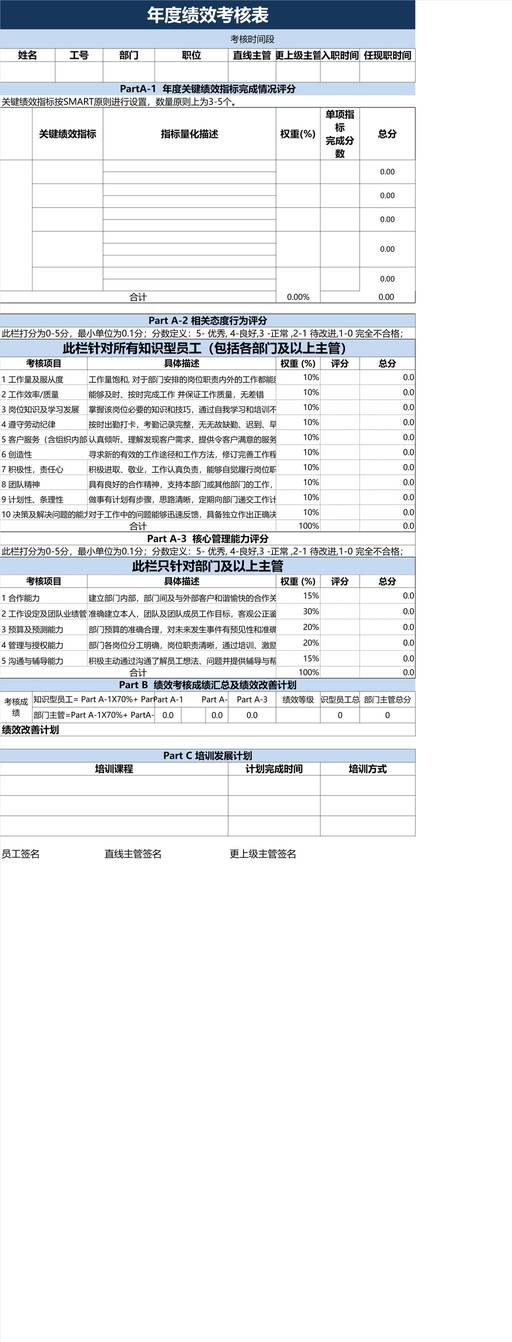 年度绩效考核表
考核时间段
姓名 工号 部门 职位 直线主管 更上级主管 入职时间 任现职时间
PartA-1 年度关键绩效指标完成情况评分
关键绩效指标按SMART原则进行设置，数量原则上为3-5个。
关键绩效指标 指标量化描述 权重(%) 单项指标完成分数 总分
0.00
0.00
0.00
0.00
0.00
合计 0.00% 0.00
Part A-2 相关态度行为评分
此栏打分为0-5分，最小单位为0.1分；分数定义：5- 优秀, 4-良好,3 -正常 ,2-1 待改进,1-0 完全不合格；
此栏针对所有知识型员工（包括各部门及以上主管）
考核项目 具体描述 权重 (%) 评分 总分
1 工作量及服从度 工作量饱和, 对于部门安排的岗位职责内外的工作都能 10% 0.0
2 工作效率/质量 能够及时、按时完成工作 并保证工作质量，无差错 10% 0.0
3 岗位知识及学习发展 掌握该岗位必要的知识和技巧，通过自我学习和培训不 10% 0.0
4 遵守劳动纪律 按时出勤打卡，考勤记录完整，无无故缺勤、迟到、早 10% 0.0
5 客户服务（含组织内部 认真倾听、理解发现客户需求，提供令客户满意的服务 10% 0.0
6 创造性 寻求新的有效的工作途径和工作方法，修订完善工作程 10% 0.0
7 积极性，责任心 积极进取、敬业，工作认真负责，能够自觉履行岗位职 10% 0.0
8 团队精神 具有良好的合作精神，支持本部门或其他部门的工作， 10% 0.0
9 计划性、条理性 做事有计划有步骤，思路清晰，定期向部门递交工作计 10% 0.0
10 决策及解决问题的能力 对于工作中的问题能够迅速反馈，具备独立作出正确决 10% 0.0
合计 100% 0.0
Part A-3 核心管理能力评分
此栏打分为0-5分，最小单位为0.1分；分数定义：5- 优秀, 4-良好,3 -正常 ,2-1 待改进,1-0 完全不合格；
此栏只针对部门及以上主管
考核项目 具体描述 权重 (%) 评分 总分
1 合作能力 建立部门内部，部门间及与外部客户和谐愉快的合作关 15% 0.0
2 工作设定及团队业绩管 准确建立本人，团队及团队成员工作目标，客观公正鉴 30% 0.0
3 预算及预测能力 部门预算的准确合理，对未来发生事件有预见性和准确 20% 0.0
4 管理与授权能力 部门各岗位分工明确，岗位职责清晰，通过培训、激励 20% 0.0
5 沟通与辅导能力 积极主动通过沟通了解员工想法、问题并提供辅导与帮 15% 0.0
合计 100% 0.0
Part B 绩效考核成绩汇总及绩效改善计划
考核成绩 知识型员工= Part A-1X70%+ Par Part A-1 Part A- Part A-3 绩效等级 识型员工总 部门主管总分
部门主管=Part A-1X70%+ PartA- 0.0 0.0 0.0 0 0
绩效改善计划
Part C 培训发展计划
培训课程 计划完成时间 培训方式
员工签名 直线主管签名 更上级主管签名